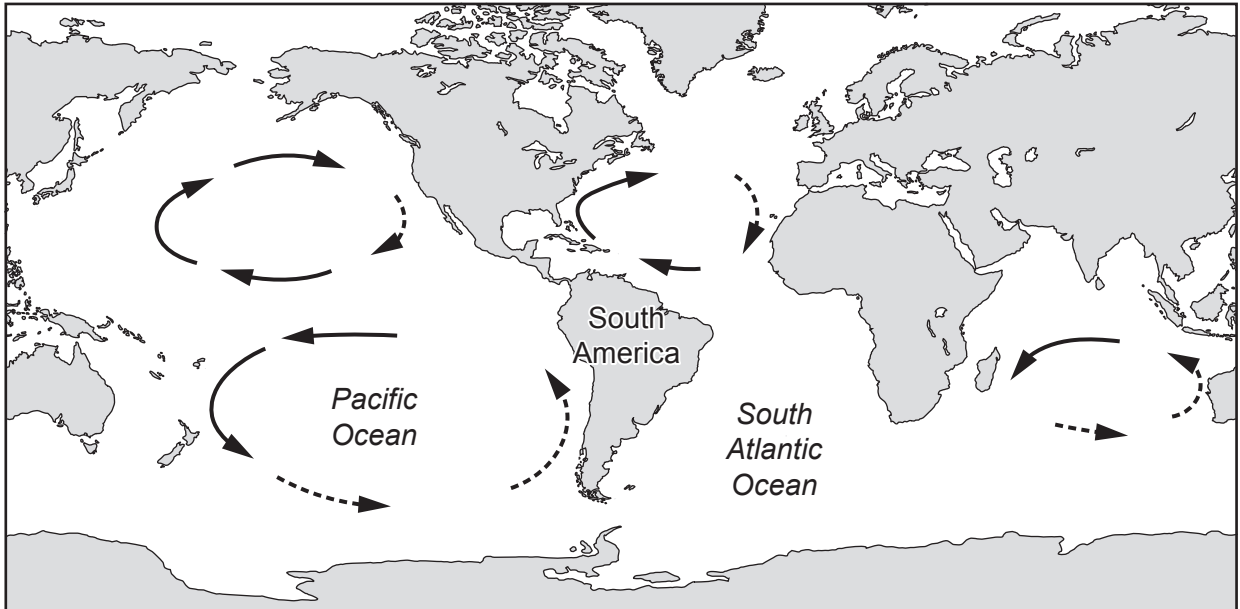 South
America
Pacific
Ocean
South
Atlantic
Ocean